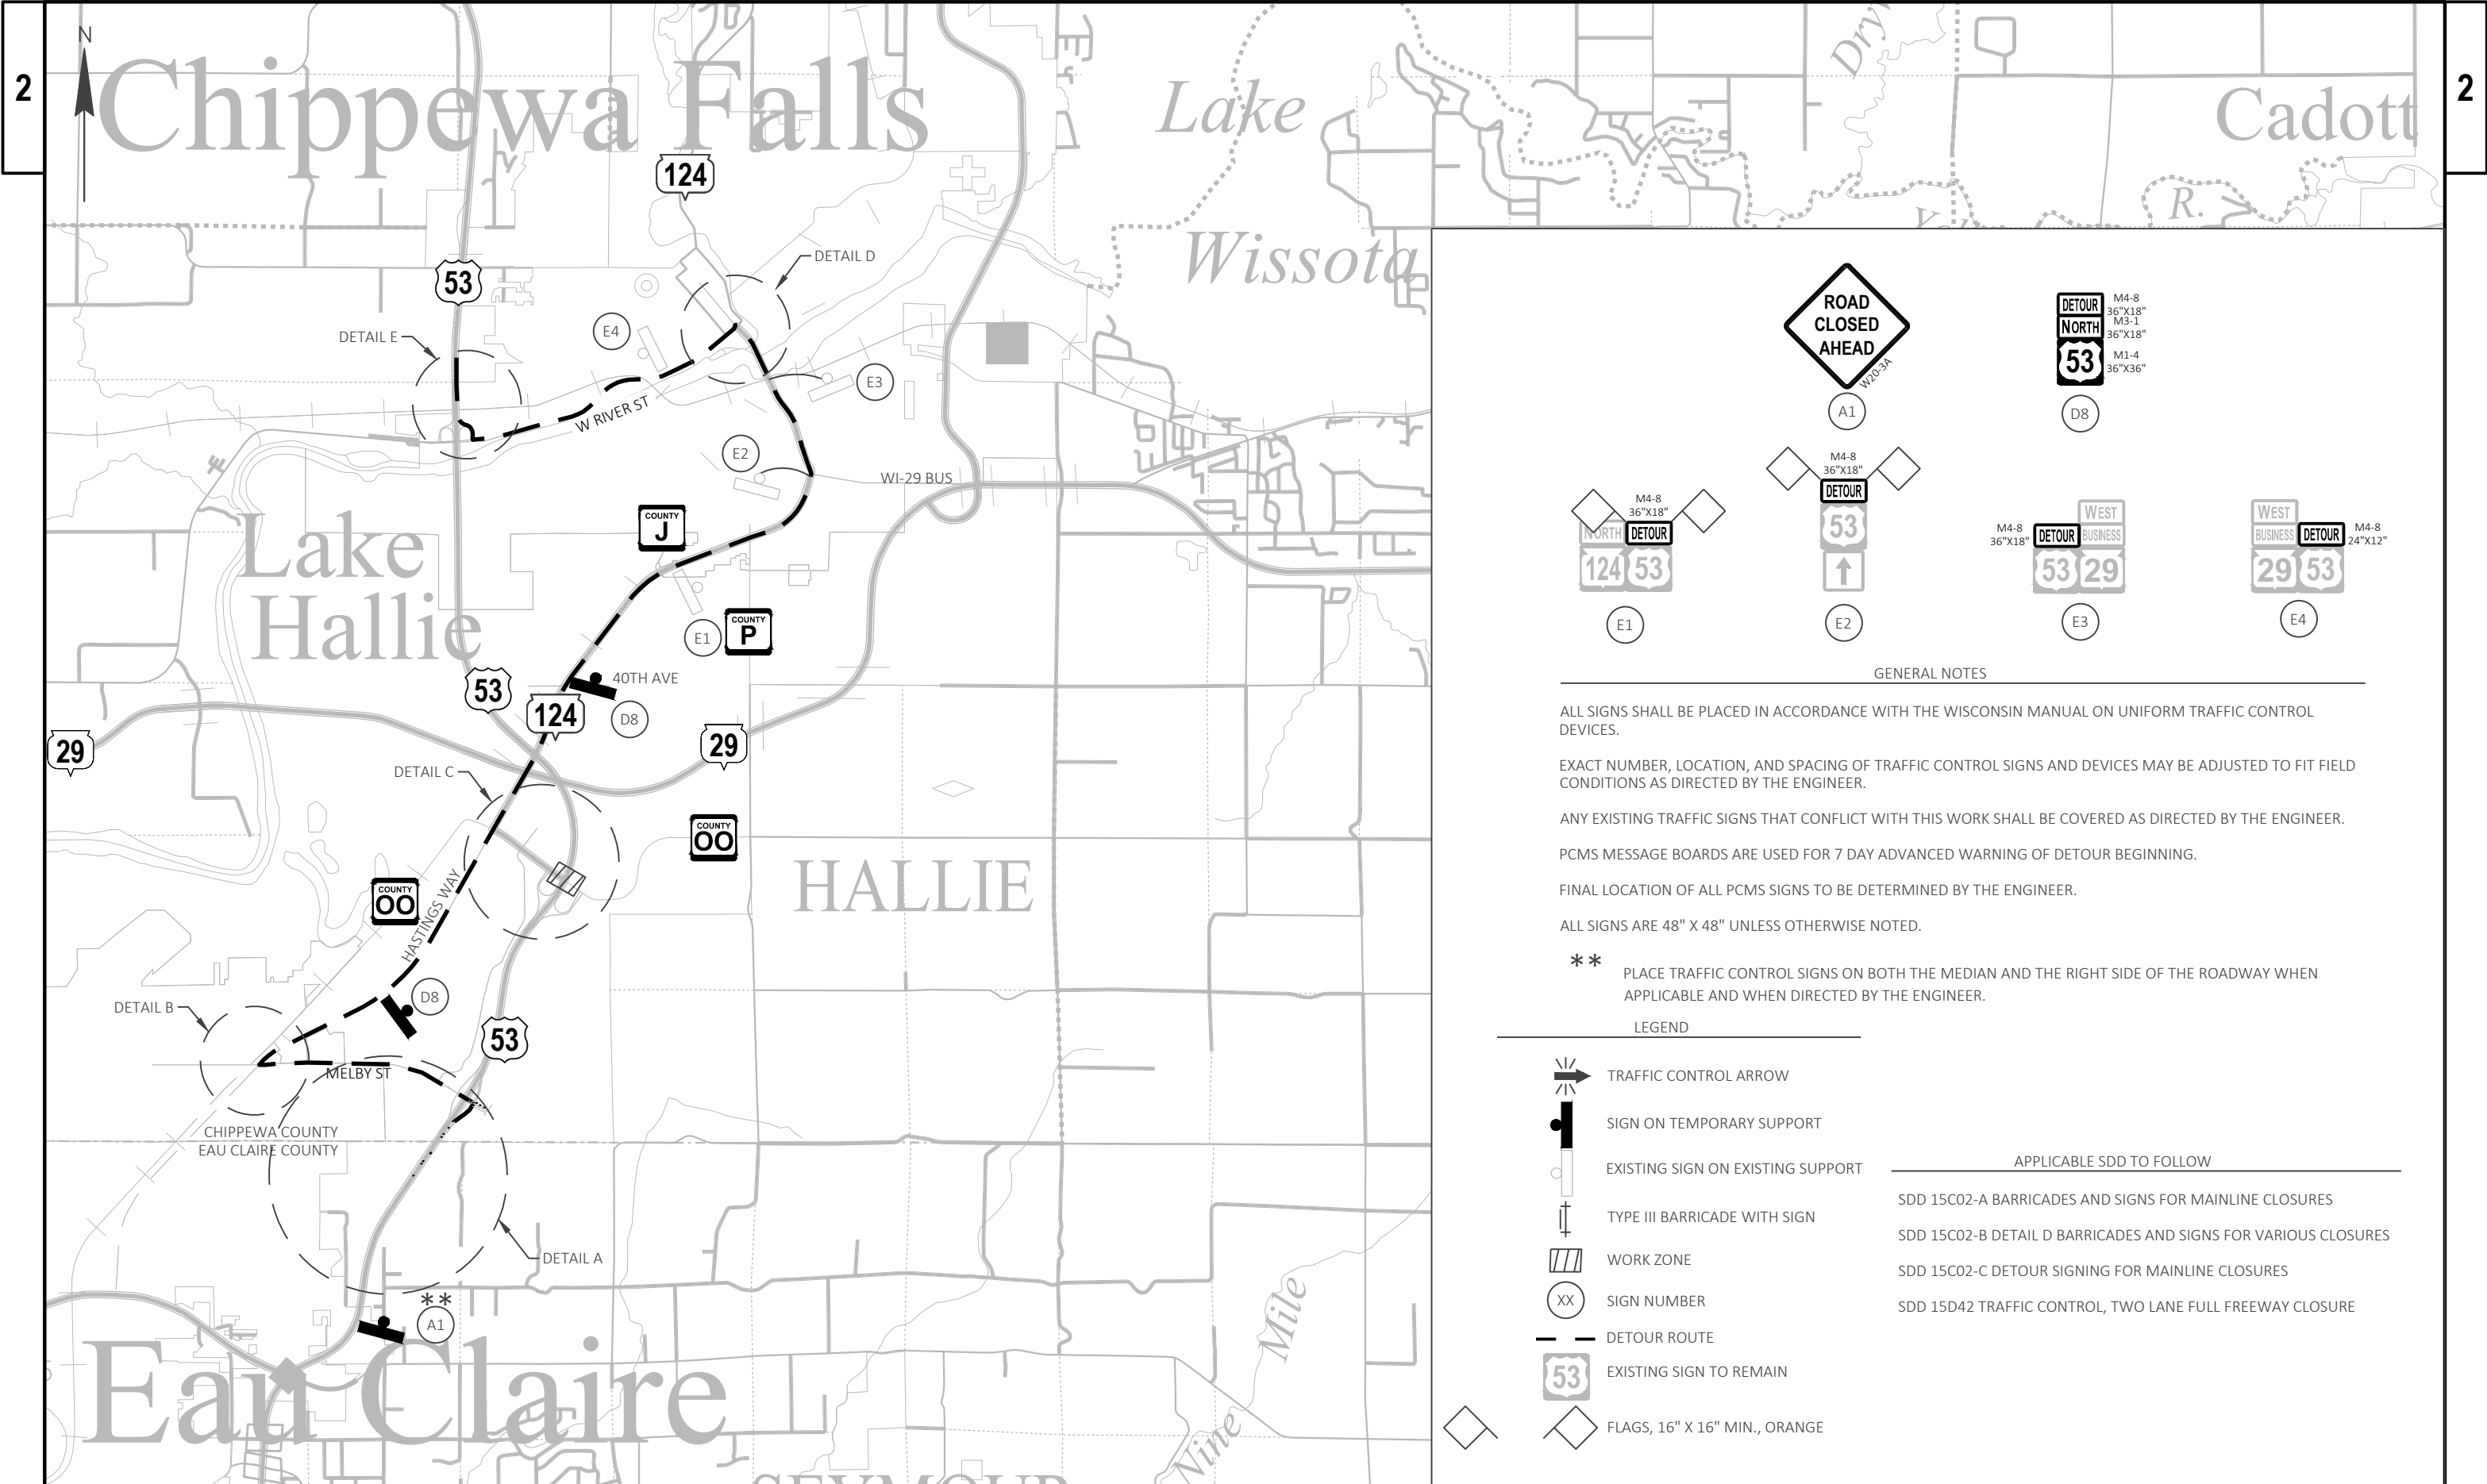 2
2
N
Chippewa Falls
Lake
Wissota
Cadott
R.
124
53
DETAIL D
DETAIL E
E4
E3
W RIVER ST
E2
WI-29 BUS
COUNTY
J
Lake
Hallie
E1
COUNTY
P
53
40TH AVE
124
D8
29
29
DETAIL C
COUNTY
OO
HALLIE
COUNTY
OO
HASTINGS WAY
D8
DETAIL B
53
MELBY ST
CHIPPEWA COUNTY
EAU CLAIRE COUNTY
DETAIL A
**
A1
Eau Claire
Nine Mile
SEYMOUR
ROAD
CLOSED
AHEAD
W20-3A
A1
DETOUR
NORTH
53
M4-8
36"X18"
M3-1
36"X18"
M1-4
36"X36"
D8
M4-8
36"X18"
NORTH DETOUR
124 53
E1
M4-8
36"X18"
DETOUR
53
E2
WEST
M4-8
36"X18"
DETOUR BUSINESS
53 29
E3
WEST
BUSINESS DETOUR
M4-8
24"X12"
29 53
E4
GENERAL NOTES
ALL SIGNS SHALL BE PLACED IN ACCORDANCE WITH THE WISCONSIN MANUAL ON UNIFORM TRAFFIC CONTROL
DEVICES.
EXACT NUMBER, LOCATION, AND SPACING OF TRAFFIC CONTROL SIGNS AND DEVICES MAY BE ADJUSTED TO FIT FIELD
CONDITIONS AS DIRECTED BY THE ENGINEER.
ANY EXISTING TRAFFIC SIGNS THAT CONFLICT WITH THIS WORK SHALL BE COVERED AS DIRECTED BY THE ENGINEER.
PCMS MESSAGE BOARDS ARE USED FOR 7 DAY ADVANCED WARNING OF DETOUR BEGINNING.
FINAL LOCATION OF ALL PCMS SIGNS TO BE DETERMINED BY THE ENGINEER.
ALL SIGNS ARE 48" X 48" UNLESS OTHERWISE NOTED.
** PLACE TRAFFIC CONTROL SIGNS ON BOTH THE MEDIAN AND THE RIGHT SIDE OF THE ROADWAY WHEN
APPLICABLE AND WHEN DIRECTED BY THE ENGINEER.
LEGEND
TRAFFIC CONTROL ARROW
SIGN ON TEMPORARY SUPPORT
EXISTING SIGN ON EXISTING SUPPORT
TYPE III BARRICADE WITH SIGN
WORK ZONE
XX SIGN NUMBER
DETOUR ROUTE
53 EXISTING SIGN TO REMAIN
FLAGS, 16" X 16" MIN., ORANGE
APPLICABLE SDD TO FOLLOW
SDD 15C02-A BARRICADES AND SIGNS FOR MAINLINE CLOSURES
SDD 15C02-B DETAIL D BARRICADES AND SIGNS FOR VARIOUS CLOSURES
SDD 15C02-C DETOUR SIGNING FOR MAINLINE CLOSURES
SDD 15D42 TRAFFIC CONTROL, TWO LANE FULL FREEWAY CLOSURE